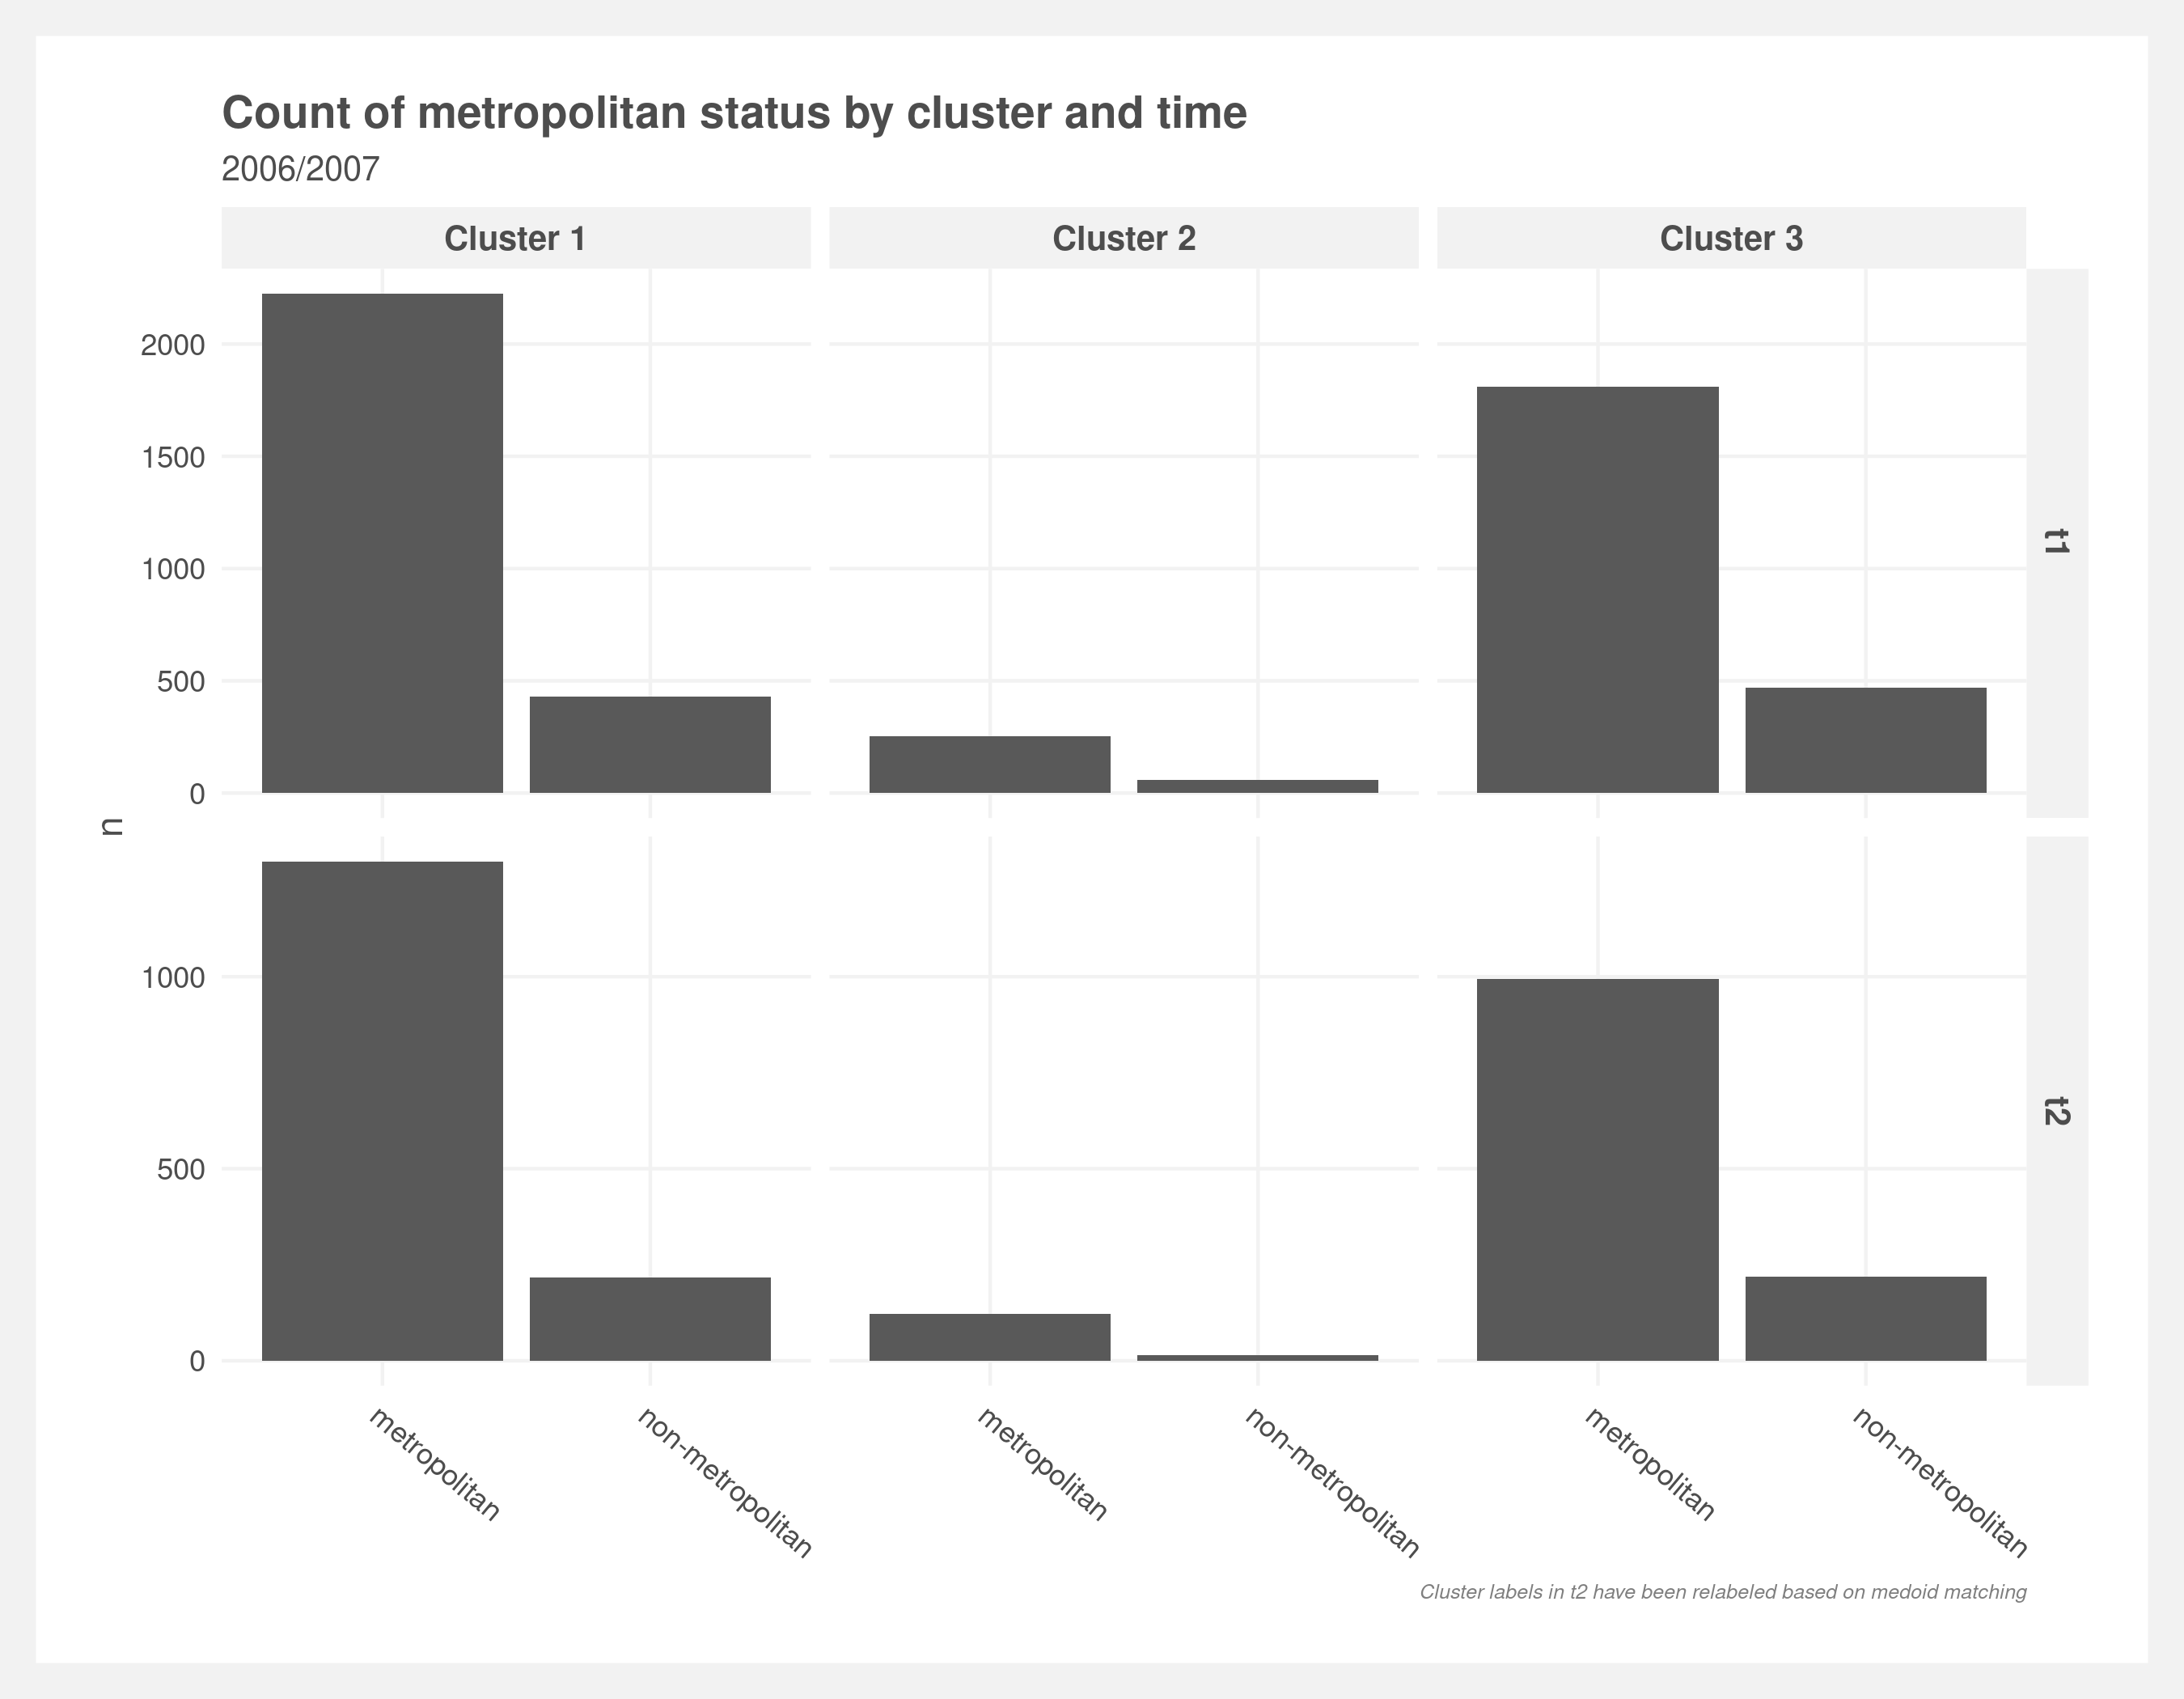 Count of metropolitan status by cluster and time
2006/2007
Cluster 1
Cluster 2
Cluster 3
2000
1500
1000
500
0
t1
n
1000
500
0
t2
metropolitan
non-metropolitan
metropolitan
non-metropolitan
metropolitan
non-metropolitan
Cluster labels in t2 have been relabeled based on medoid matching